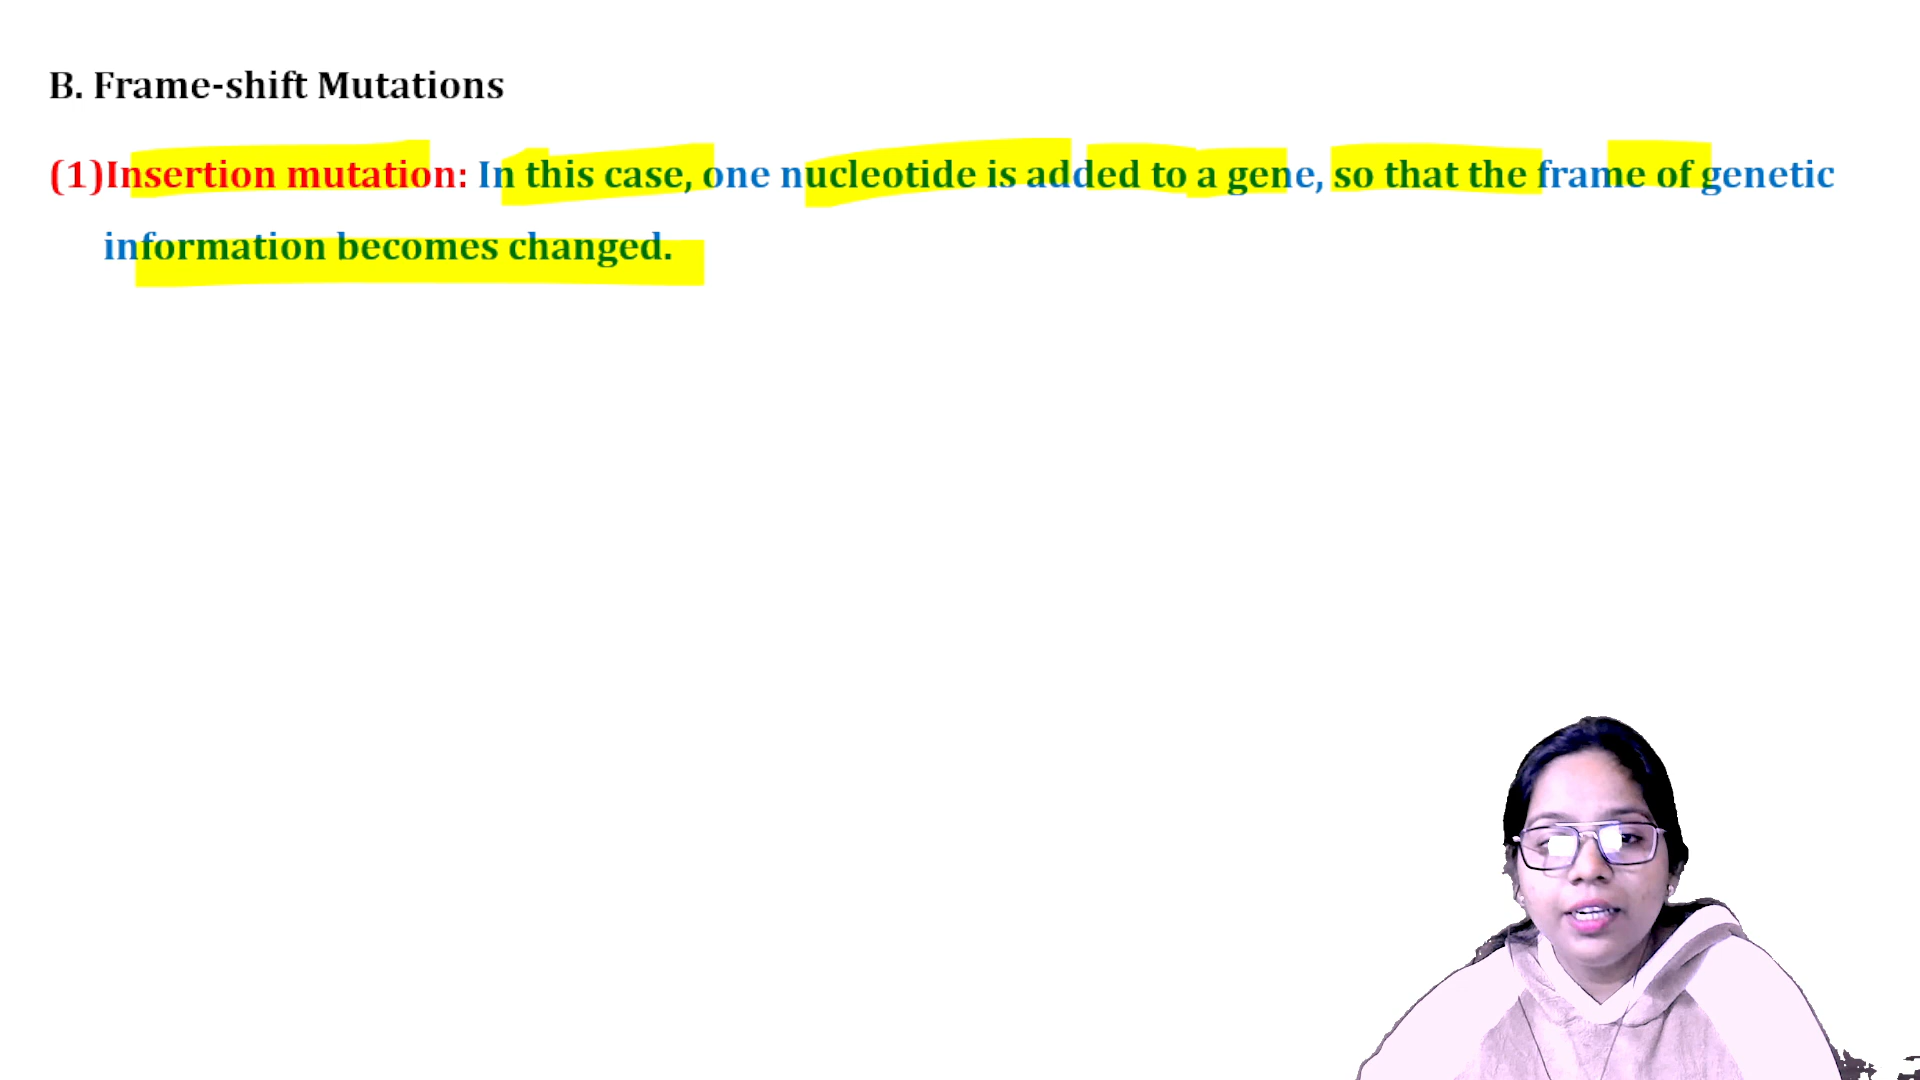 B. Frame-shift Mutations
(1)Insertion mutation: In this case, one nucleotide is added to a gene, so that the frame of genetic
information becomes changed.